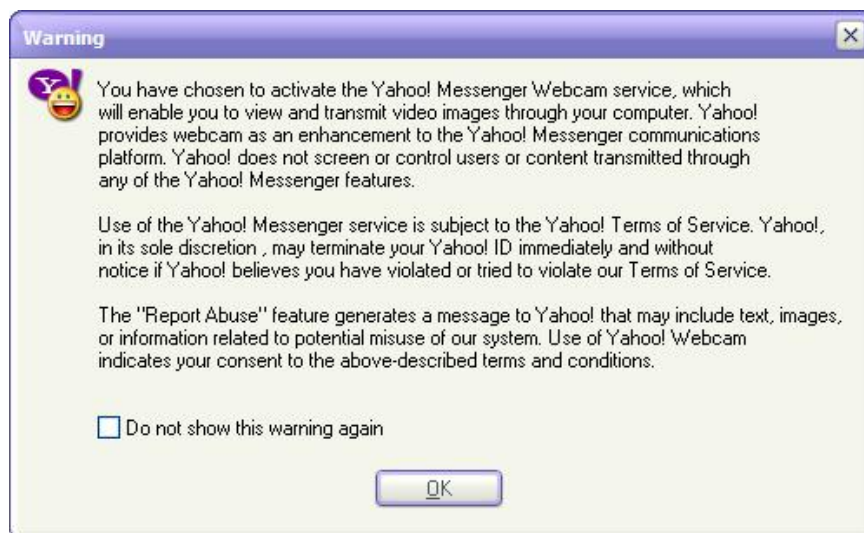 Warning
You have chosen to activate the Yahoo! Messenger Webcam service, which
will enable you to view and transmit video images through your computer. Yahoo!
provides webcam as an enhancement to the Yahoo! Messenger communications
platform. Yahoo! does not screen or control users or content transmitted through
any of the Yahoo! Messenger features.
Use of the Yahoo! Messenger service is subject to the Yahoo! Terms of Service. Yahoo!,
in its sole discretion , may terminate your Yahoo! ID immediately and without
notice if Yahoo! believes you have violated or tried to violate our Terms of Service.
The "Report Abuse" feature generates a message to Yahoo! that may include text, images,
or information related to potential misuse of our system. Use of Yahoo! Webcam
indicates your consent to the above-described terms and conditions.
Do not show this warning again
OK